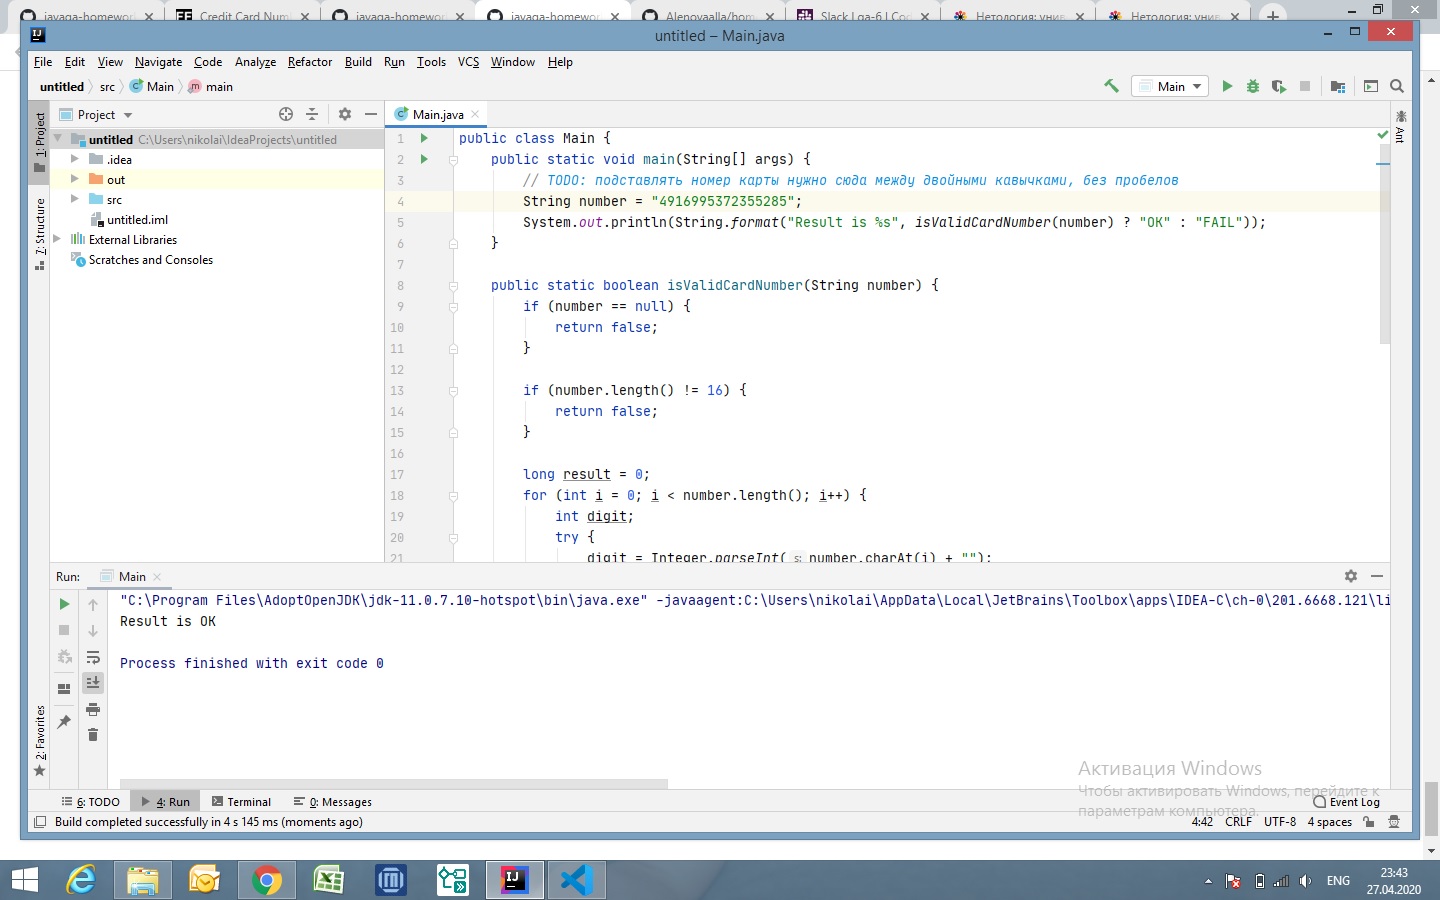 javaqa-homewor
Credit Card Num
javaqa-homewor
javaqa-homewor
Alenovaalla/hom
Slack | qa-6 | Cod
Нетология: унив
Нетология: унив
untitled – Main.java
File Edit View Navigate Code Analyze Refactor Build Run Tools VCS Window Help
untitled src Main main
Main
Project
Main.java
1: Project
7: Structure
2: Favorites
Ant
untitled C:\Users\nikolai\IdeaProjects\untitled
.idea
out
src
untitled.iml
External Libraries
Scratches and Consoles
1 public class Main {
2 public static void main(String[] args) {
3 // TODO: подставлять номер карты нужно сюда между двойными кавычками, без пробелов
4 String number = "4916995372355285";
5 System.out.println(String.format("Result is %s", isValidCardNumber(number) ? "OK" : "FAIL"));
6 }
7
8 public static boolean isValidCardNumber(String number) {
9 if (number == null) {
10 return false;
11 }
12
13 if (number.length() != 16) {
14 return false;
15 }
16
17 long result = 0;
18 for (int i = 0; i < number.length(); i++) {
19 int digit;
20 try {
21 digit = Integer.parseInt( s: number.charAt(i) + "");
Run: Main
"C:\Program Files\AdoptOpenJDK\jdk-11.0.7.10-hotspot\bin\java.exe" -javaagent:C:\Users\nikolai\AppData\Local\JetBrains\Toolbox\apps\IDEA-C\ch-0\201.6668.121\li
Result is OK
Process finished with exit code 0
Активация Windows
Чтобы активировать Windows, перейдите к
параметрам компьютера.
6: TODO 4: Run Terminal 0: Messages Event Log
Build completed successfully in 4 s 145 ms (moments ago) 4:42 CRLF UTF-8 4 spaces
ENG
23:43
27.04.2020